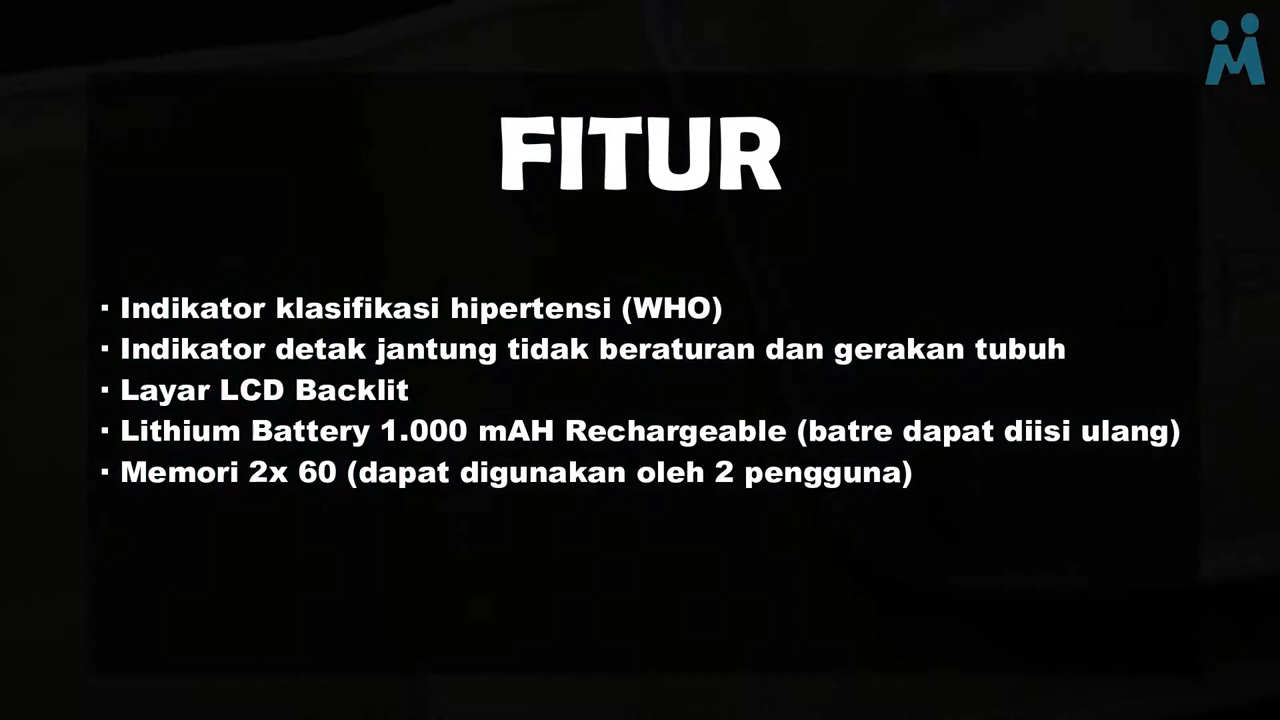 FITUR
· Indikator klasifikasi hipertensi (WHO)
· Indikator detak jantung tidak beraturan dan gerakan tubuh
· Layar LCD Backlit
· Lithium Battery 1.000 mAH Rechargeable (batre dapat diisi ulang)
· Memori 2x 60 (dapat digunakan oleh 2 pengguna)